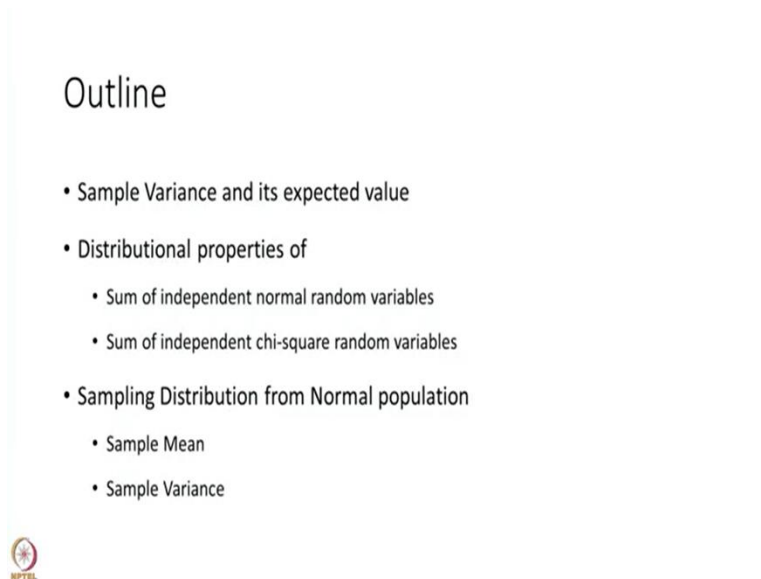 Outline
• Sample Variance and its expected value
• Distributional properties of
• Sum of independent normal random variables
• Sum of independent chi-square random variables
• Sampling Distribution from Normal population
• Sample Mean
• Sample Variance
NPTEL